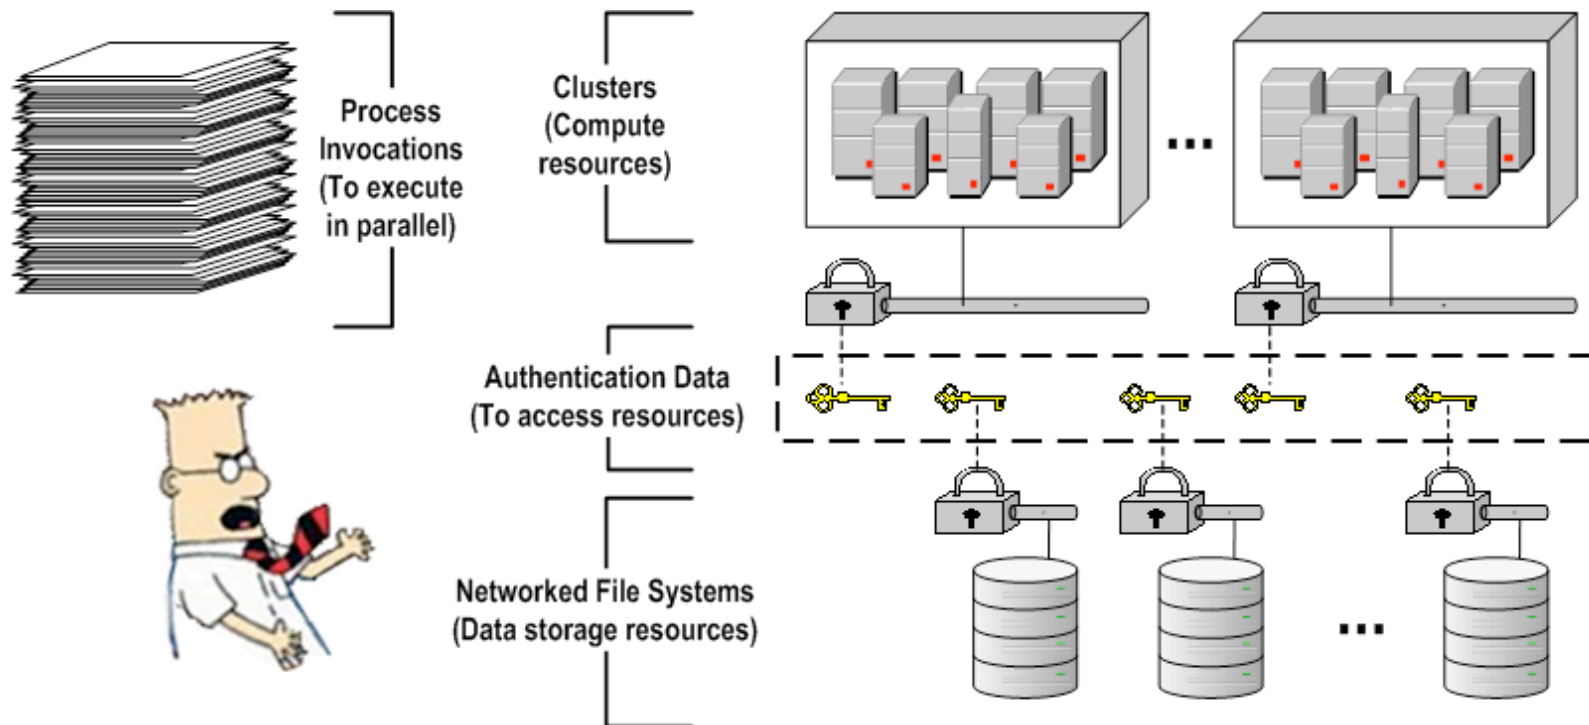 Process
Invocations
(To execute
in parallel)
Clusters
(Compute
resources)
...
Authentication Data
(To access resources)
Networked File Systems
(Data storage resources)
...